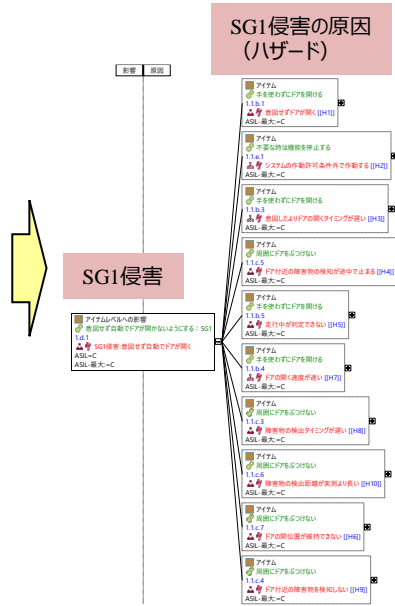 SG1侵害の原因
（ハザード）
影響 原因
アイテム
手を使わずにドアを開ける
1.1.b.1
意図せずドアが開く [[H1]]
ASIL-最大:=C
アイテム
不要な時は機能を停止する
1.1.e.1
システムの作動許可条件外で作動する [[H2]]
ASIL-最大:=C
アイテム
手を使わずにドアを開ける
1.1.b.3
意図したよりドアの開くタイミングが遅い [[H3]]
ASIL-最大:=C
アイテム
周囲にドアをぶつけない
1.1.c.5
ドア付近の障害物の検知が途中で止まる [[H4]]
ASIL-最大:=C
SG1侵害
アイテム
手を使わずにドアを開ける
1.1.b.5
走行中が判定できない [[H5]]
ASIL-最大:=C
アイテムレベルへの影響
意図せず自動でドアが開かないようにする : SG1
1.d.1
SG1侵害:意図せず自動でドアが開く
ASIL=C
ASIL-最大:=C
アイテム
手を使わずにドアを開ける
1.1.b.4
ドアの開く速度が速い [[H7]]
ASIL-最大:=C
アイテム
周囲にドアをぶつけない
1.1.c.3
障害物の検出タイミングが遅い [[H8]]
ASIL-最大:=C
アイテム
周囲にドアをぶつけない
1.1.c.6
障害物の検出距離が実測より長い [[H10]]
ASIL-最大:=C
アイテム
周囲にドアをぶつけない
1.1.c.7
ドアの開位置が維持できない [[H6]]
ASIL-最大:=C
アイテム
周囲にドアをぶつけない
1.1.c.4
ドア付近の障害物を検知しない [[H9]]
ASIL-最大:=C